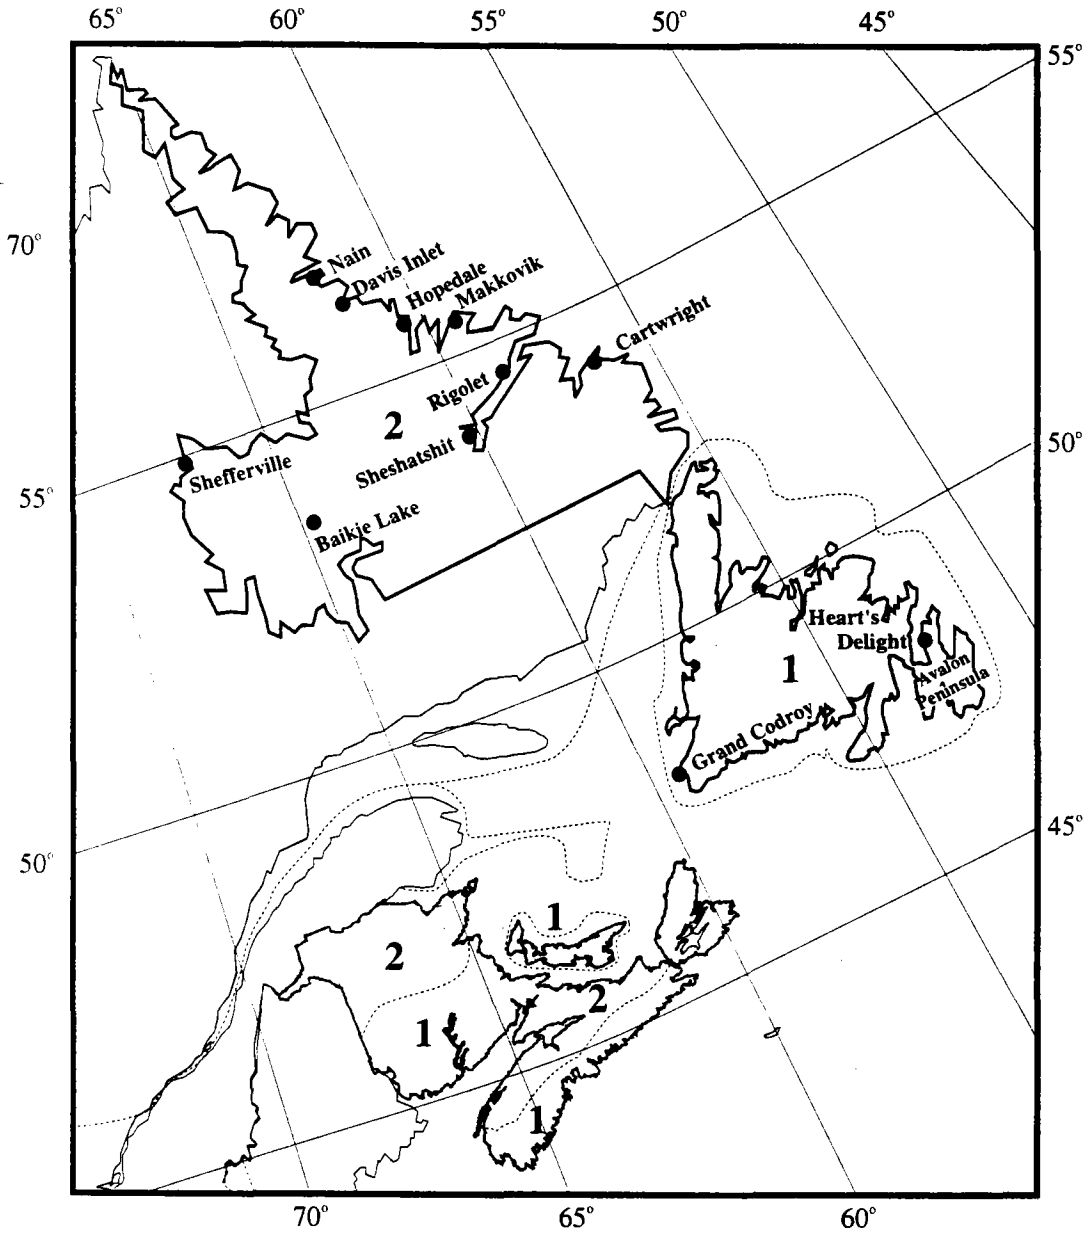 65° 60° 55° 50° 45°
55°
70°
Nain
Davis Inlet
Hopedale
Makkovik
Cartwright
Rigolet
2
Sheshatshit
50°
Shefferville
55°
Baikie Lake
Heart's
Delight
1
Avalon
Peninsula
Grand Codroy
45°
50°
1
2
2
1
1
70° 65° 60°